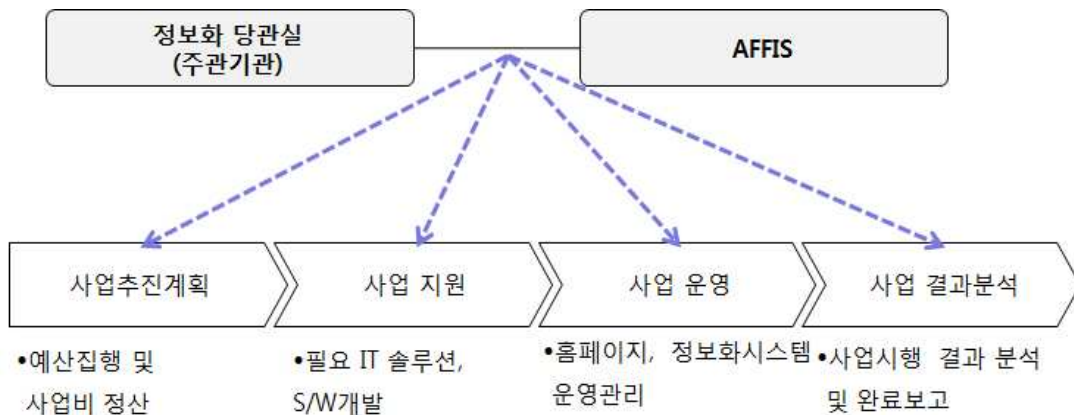 정보화 당관실
(주관기관)
AFFIS
사업추진계획
사업 지원
사업 운영
사업 결과분석
•예산집행 및
사업비 정산
•필요 IT 솔루션,
S/W개발
•홈페이지, 정보화시스템
운영관리
•사업시행 결과 분석
및 완료보고